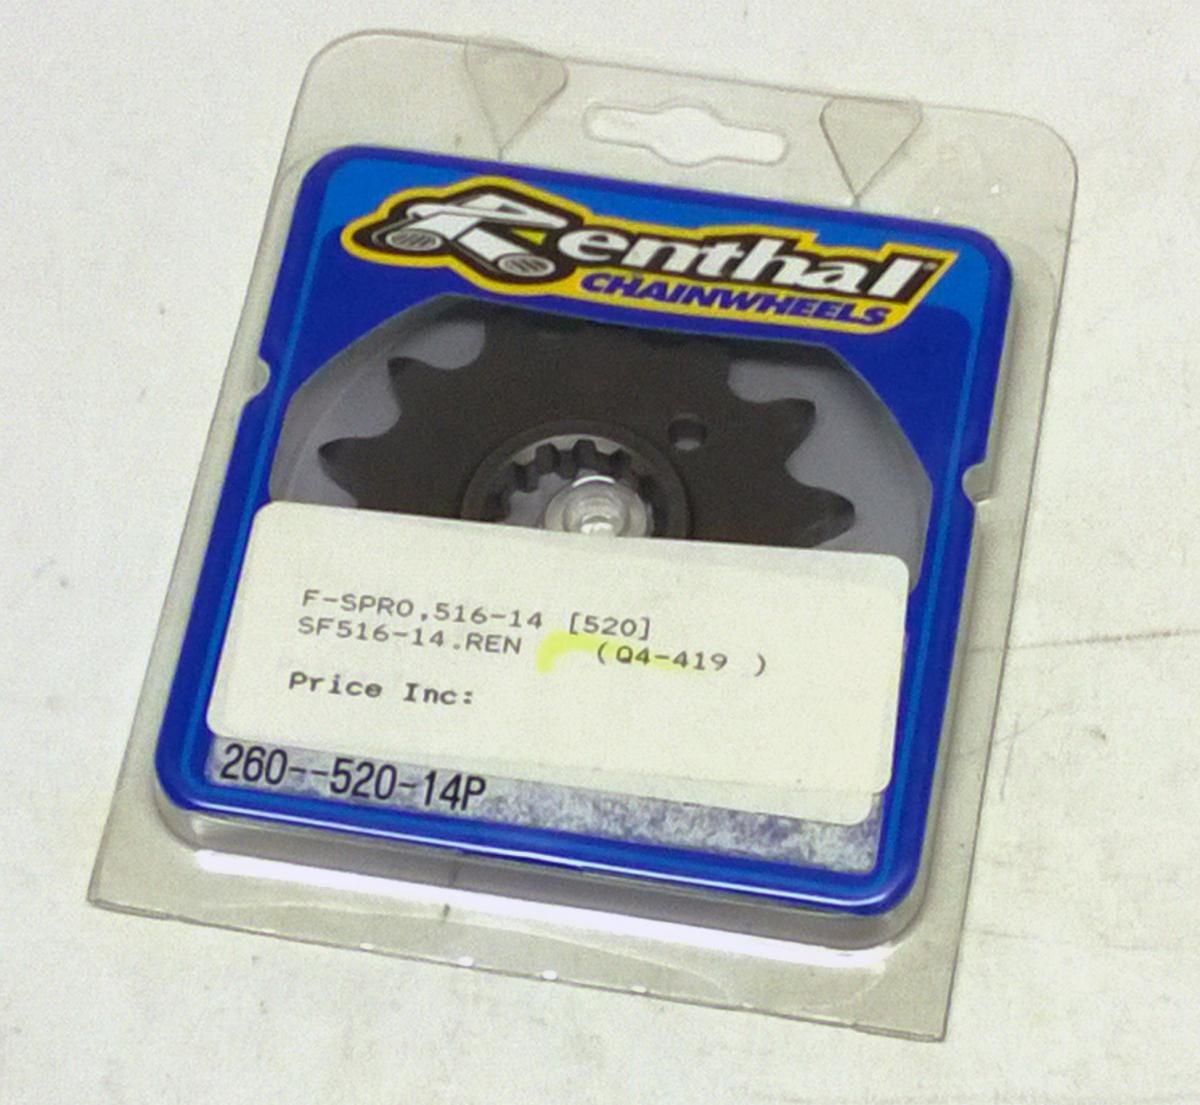 Renthal
CHAINWHEELS
F-SPRO,516-14 [520]
SF516-14.REN (Q4-419 )
Price Inc:
260--520-14P